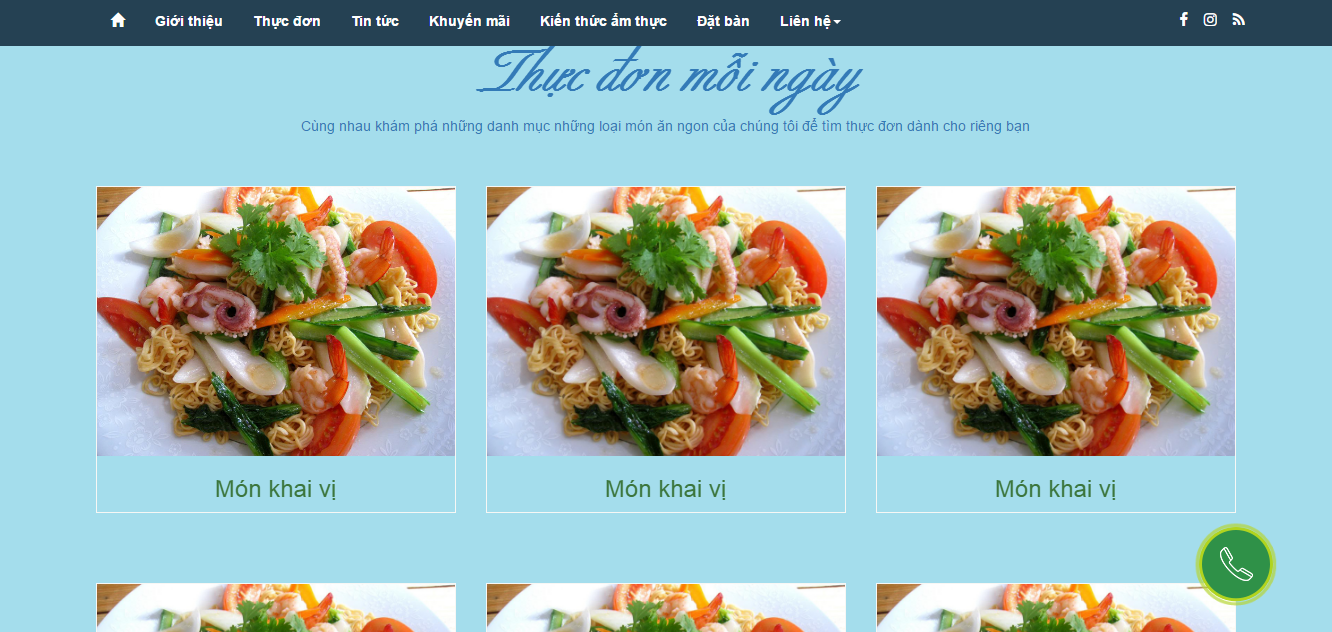 Giới thiệu Thực đơn Tin tức Khuyến mãi Kiến thức ẩm thực Đặt bàn Liên hệ
Thực đơn mỗi ngày
Cùng nhau khám phá những danh mục những loại món ăn ngon của chúng tôi để tìm thực đơn dành cho riêng bạn
Món khai vị Món khai vị Món khai vị